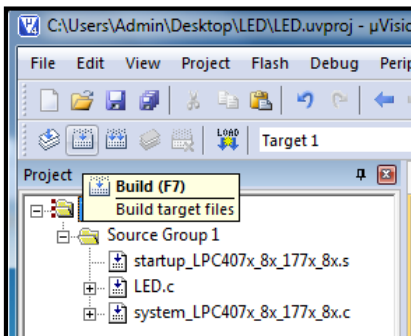 C:\Users\Admin\Desktop\LED\LED.uvproj - µVisio
File Edit View Project Flash Debug Perip
LOAD Target 1
Project
Build (F7)
Build target files
Source Group 1
startup_LPC407x_8x_177x_8x.s
LED.c
system_LPC407x_8x_177x_8x.c